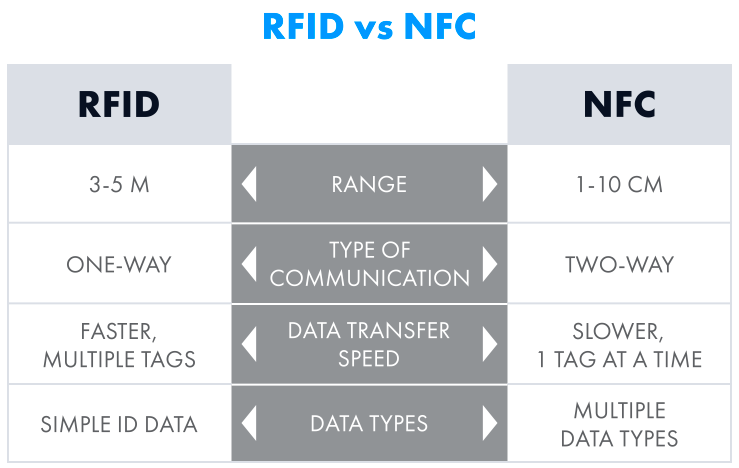 RFID vs NFC
RFID
NFC
3-5 M
RANGE
1-10 CM
ONE-WAY
TYPE OF
COMMUNICATION
TWO-WAY
FASTER,
MULTIPLE TAGS
DATA TRANSFER
SPEED
SLOWER,
1 TAG AT A TIME
SIMPLE ID DATA
DATA TYPES
MULTIPLE
DATA TYPES